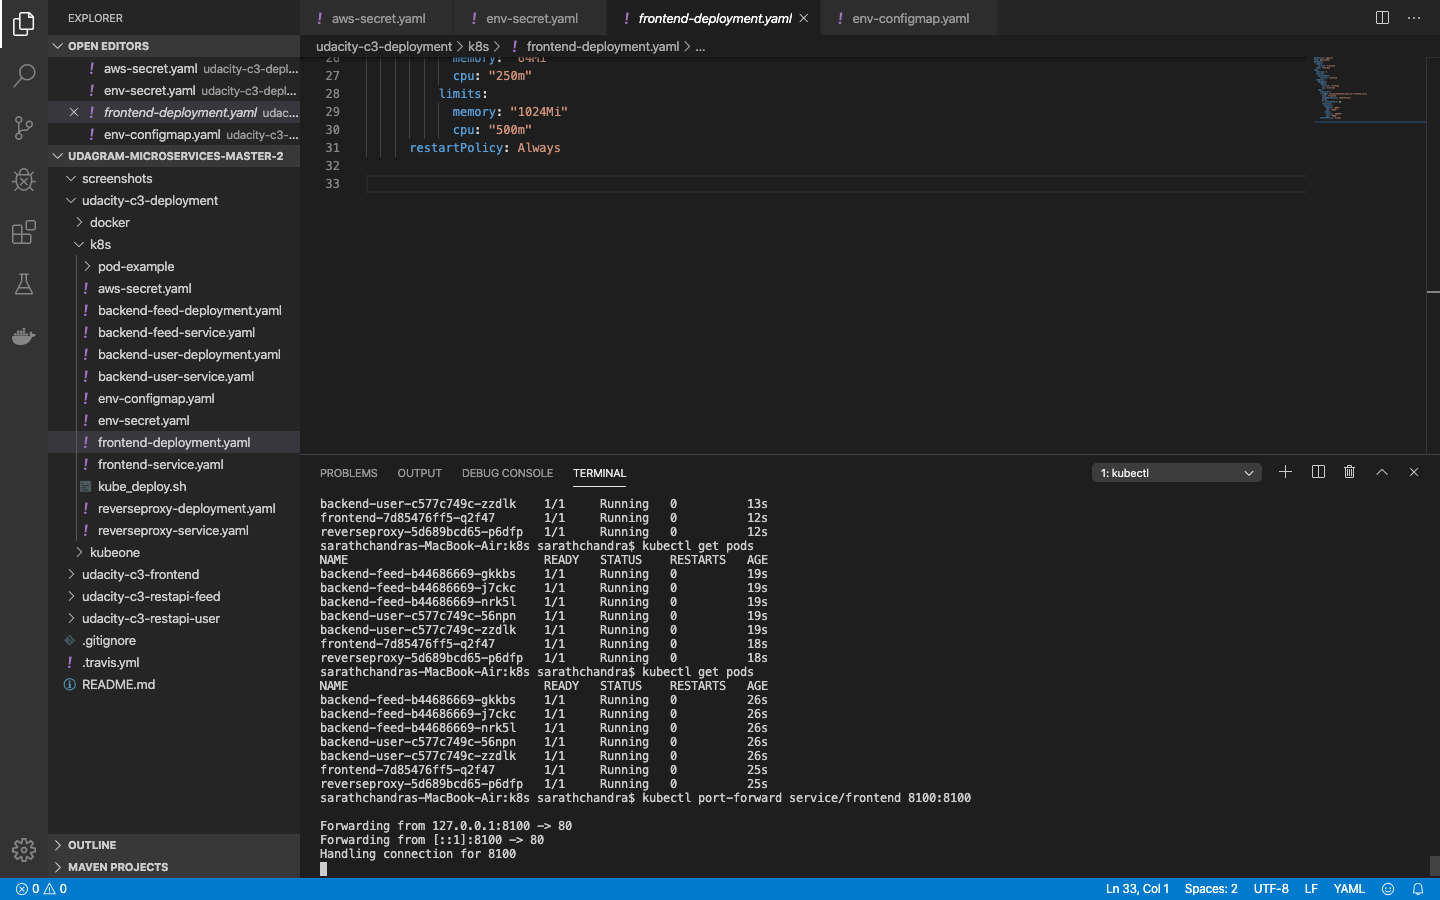 EXPLORER
OPEN EDITORS
aws-secret.yaml udacity-c3-depl...
env-secret.yaml udacity-c3-dep...
frontend-deployment.yaml udac...
env-configmap.yaml udacity-c3-...
UDAGRAM-MICROSERVICES-MASTER-2
screenshots
udacity-c3-deployment
docker
k8s
pod-example
aws-secret.yaml
backend-feed-deployment.yaml
backend-feed-service.yaml
backend-user-deployment.yaml
backend-user-service.yaml
env-configmap.yaml
env-secret.yaml
frontend-deployment.yaml
frontend-service.yaml
kube_deploy.sh
reverseproxy-deployment.yaml
reverseproxy-service.yaml
kubeone
udacity-c3-frontend
udacity-c3-restapi-feed
udacity-c3-restapi-user
.gitignore
.travis.yml
README.md
OUTLINE
MAVEN PROJECTS
aws-secret.yaml env-secret.yaml frontend-deployment.yaml env-configmap.yaml
udacity-c3-deployment > k8s > ! frontend-deployment.yaml > ...
26 memory: "64Mi"
27 cpu: "250m"
28 limits:
29 memory: "1024Mi"
30 cpu: "500m"
31 restartPolicy: Always
32
33
PROBLEMS OUTPUT DEBUG CONSOLE TERMINAL 1: kubectl
backend-user-c577c749c-zzdlk 1/1 Running 0 13s
frontend-7d85476ff5-q2f47 1/1 Running 0 12s
reverseproxy-5d689bcd65-p6dfp 1/1 Running 0 12s
sarathchandras-MacBook-Air:k8s sarathchandra$ kubectl get pods
NAME READY STATUS RESTARTS AGE
backend-feed-b44686669-gkkbs 1/1 Running 0 19s
backend-feed-b44686669-j7ckc 1/1 Running 0 19s
backend-feed-b44686669-nrk5l 1/1 Running 0 19s
backend-user-c577c749c-56npn 1/1 Running 0 19s
backend-user-c577c749c-zzdlk 1/1 Running 0 19s
frontend-7d85476ff5-q2f47 1/1 Running 0 18s
reverseproxy-5d689bcd65-p6dfp 1/1 Running 0 18s
sarathchandras-MacBook-Air:k8s sarathchandra$ kubectl get pods
NAME READY STATUS RESTARTS AGE
backend-feed-b44686669-gkkbs 1/1 Running 0 26s
backend-feed-b44686669-j7ckc 1/1 Running 0 26s
backend-feed-b44686669-nrk5l 1/1 Running 0 26s
backend-user-c577c749c-56npn 1/1 Running 0 26s
backend-user-c577c749c-zzdlk 1/1 Running 0 26s
frontend-7d85476ff5-q2f47 1/1 Running 0 25s
reverseproxy-5d689bcd65-p6dfp 1/1 Running 0 25s
sarathchandras-MacBook-Air:k8s sarathchandra$ kubectl port-forward service/frontend 8100:8100
Forwarding from 127.0.0.1:8100 -> 80
Forwarding from [::1]:8100 -> 80
Handling connection for 8100
0 0 Ln 33, Col 1 Spaces: 2 UTF-8 LF YAML